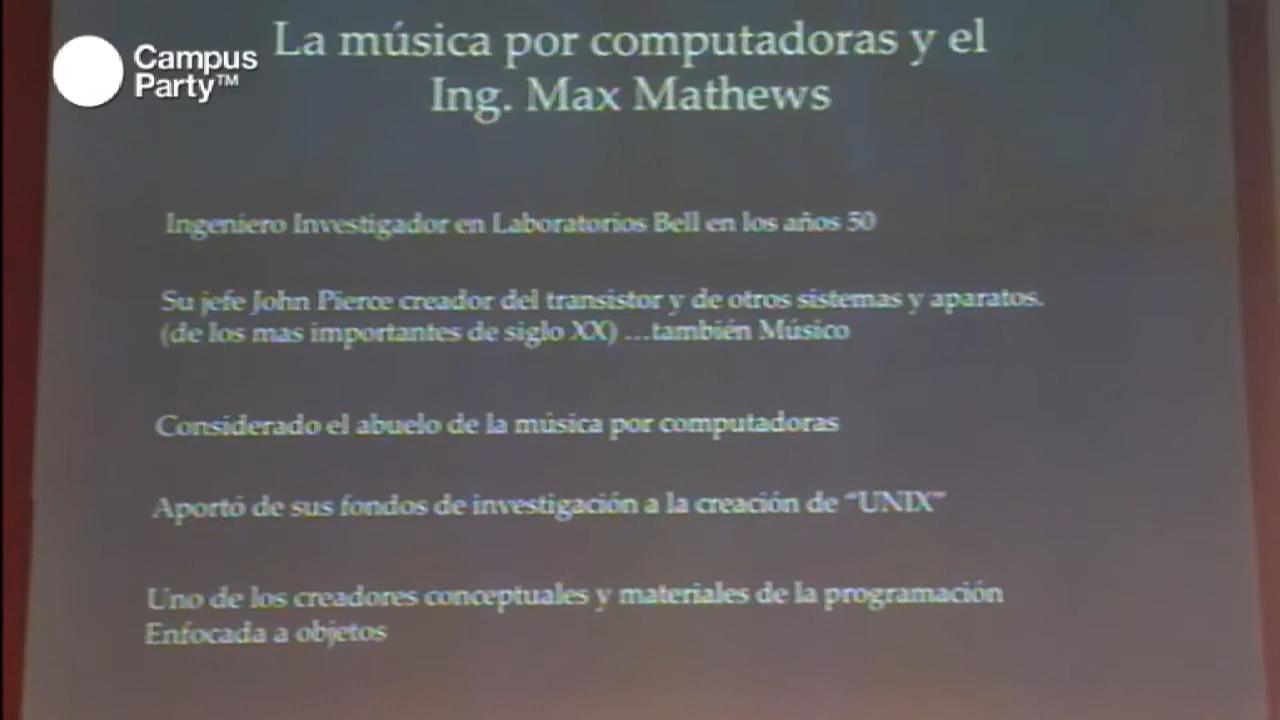 Campus
Party™
La música por computadoras y el
Ing. Max Mathews
Ingeniero Investigador en Laboratorios Bell en los años 50
Su jefe John Pierce creador del transistor y de otros sistemas y aparatos.
(de los mas importantes de siglo XX) ...también Músico
Considerado el abuelo de la música por computadoras
Aportó de sus fondos de investigación a la creación de “UNIX”
Uno de los creadores conceptuales y materiales de la programación
Enfocada a objetos